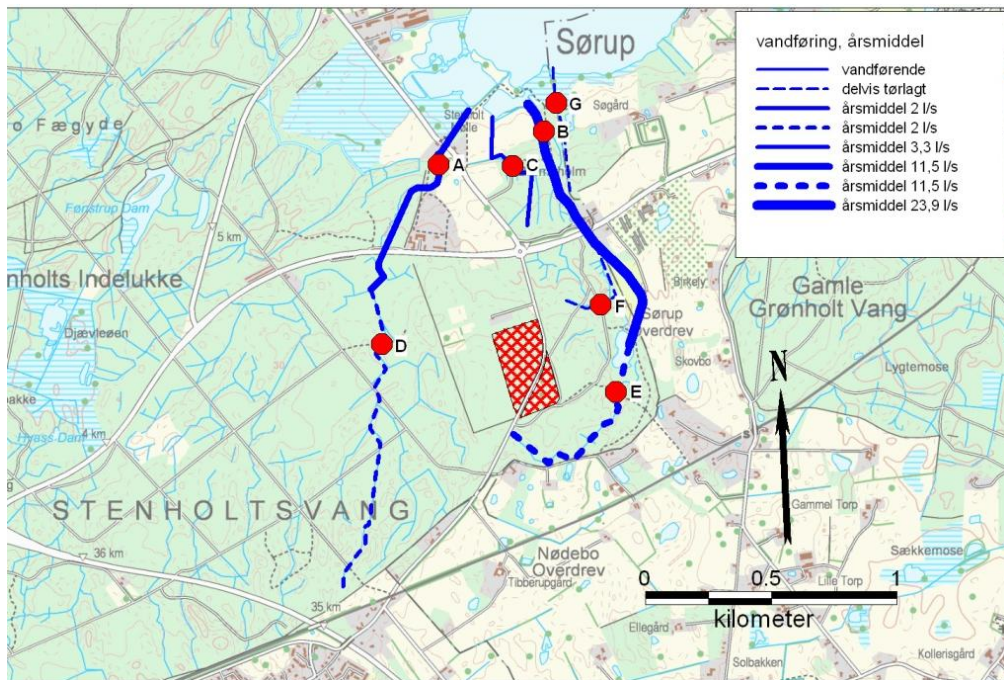 Sørup
vandføring, årsmiddel
vandførende
delvis tørlagt
årsmiddel 2 l/s
årsmiddel 2 l/s
årsmiddel 3,3 l/s
årsmiddel 11,5 l/s
årsmiddel 11,5 l/s
årsmiddel 23,9 l/s
G
Søgård
Fægyde
B
A
C
Fønstrup Dam
5 km
Indelukke
Gamle
Grønholt Vang
Djævleøen
F
Sørup
Overdrev
D
Skovbo
Lygtemose
N
E
4 km
STENHOLTSVANG
Gammel Torp
36 km
Nødebo
Overdrev
Sækkemose
Tibberupgård
0 0.5 1
Lille Torp
35 km
kilometer
Ellegård
Solbakken
Kollerisgård